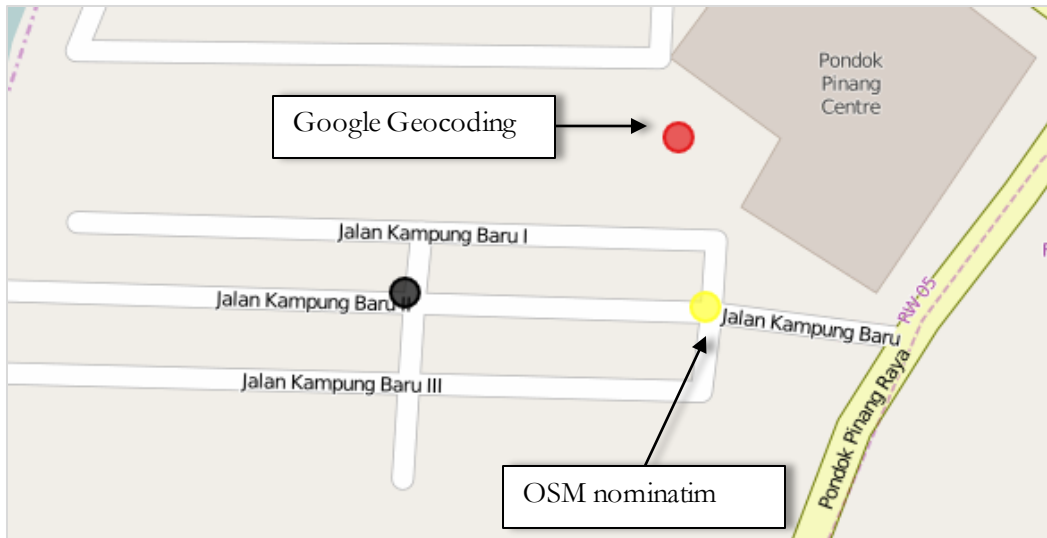 Pondok
Pinang
Centre
Google Geocoding
Jalan Kampung Baru I
RW 05
Jalan Kampung Baru II
Jalan Kampung Baru
Jalan Kampung Baru III
Pondok Pinang Raya
OSM nominatim